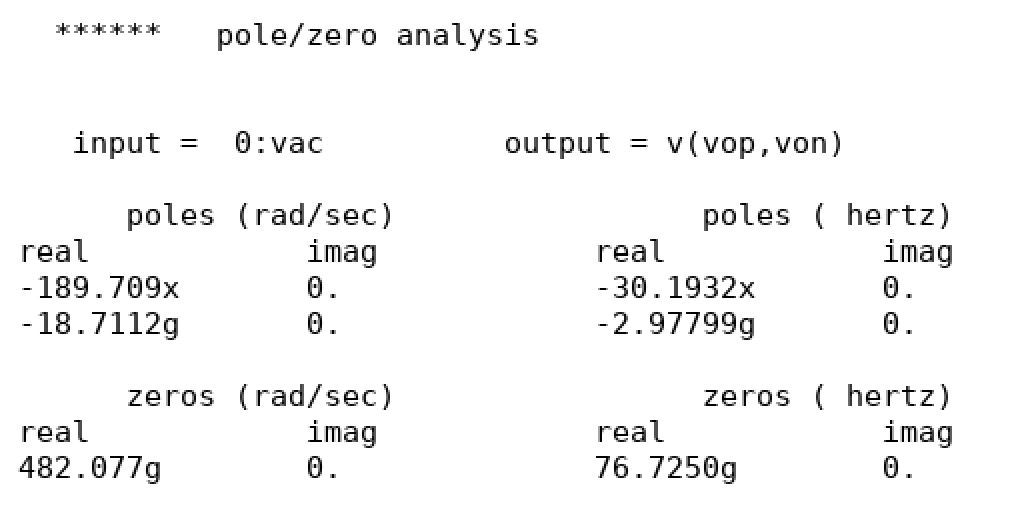 ****** pole/zero analysis
input = 0:vac output = v(vop,von)
poles (rad/sec) poles ( hertz)
real imag real imag
-189.709x 0. -30.1932x 0.
-18.7112g 0. -2.97799g 0.
zeros (rad/sec) zeros ( hertz)
real imag real imag
482.077g 0. 76.7250g 0.